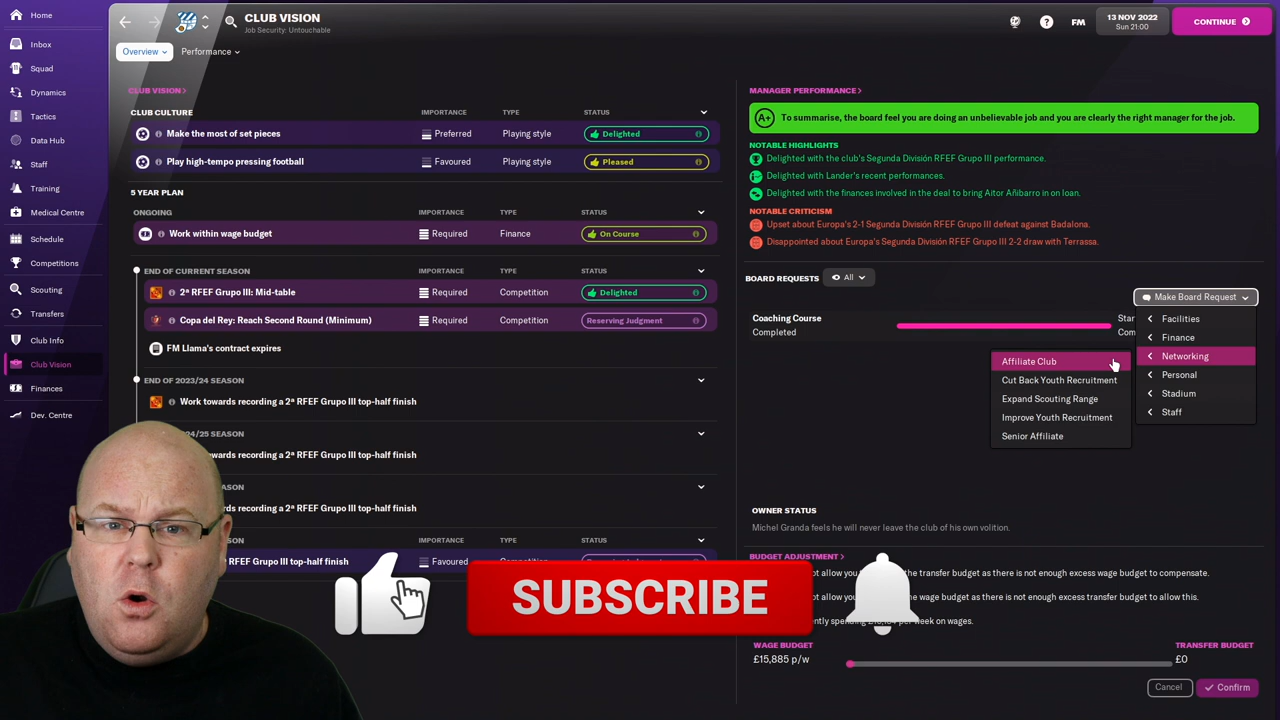 Home
Inbox
Squad
Dynamics
Tactics
Data Hub
Staff
Training
Medical Centre
Schedule
Competitions
Scouting
Transfers
Club Info
Club Vision
Finances
Dev. Centre
CLUB VISION
Job Security: Untouchable
FM
13 NOV 2022
Sun 21:00
CONTINUE
Overview
Performance
CLUB VISION
CLUB CULTURE IMPORTANCE TYPE STATUS
Make the most of set pieces Preferred Playing style Delighted
Play high-tempo pressing football Favoured Playing style Pleased
5 YEAR PLAN
ONGOING IMPORTANCE TYPE STATUS
Work within wage budget Required Finance On Course
END OF CURRENT SEASON IMPORTANCE TYPE STATUS
2ª RFEF Grupo III: Mid-table Required Competition Delighted
Copa del Rey: Reach Second Round (Minimum) Required Competition Reserving Judgment
FM Llama's contract expires
END OF 2023/24 SEASON
Work towards recording a 2ª RFEF Grupo III top-half finish
SEASON
recording a 2ª RFEF Grupo III top-half finish
SEASON
recording a 2ª RFEF Grupo III top-half finish
IMPORTANCE TYPE STATUS
RFEF Grupo III top-half finish Favoured
MANAGER PERFORMANCE
A+ To summarise, the board feel you are doing an unbelievable job and you are clearly the right manager for the job.
NOTABLE HIGHLIGHTS
Delighted with the club's Segunda División RFEF Grupo III performance.
Delighted with Lander's recent performances.
Delighted with the finances involved in the deal to bring Aitor Añibarro in on loan.
NOTABLE CRITICISM
Upset about Europa's 2-1 Segunda División RFEF Grupo III defeat against Badalona.
Disappointed about Europa's Segunda División RFEF Grupo III 2-2 draw with Terrassa.
BOARD REQUESTS All
Make Board Request
Coaching Course
Completed
Facilities
Finance
Networking
Personal
Stadium
Staff
Affiliate Club
Cut Back Youth Recruitment
Expand Scouting Range
Improve Youth Recruitment
Senior Affiliate
OWNER STATUS
Michel Granda feels he will never leave the club of his own volition.
BUDGET ADJUSTMENT
allow you the transfer budget as there is not enough excess wage budget to compensate.
allow you wage budget as there is not enough excess transfer budget to allow this.
spending per week on wages.
WAGE BUDGET TRANSFER BUDGET
£15,885 p/w £0
Cancel Confirm
SUBSCRIBE